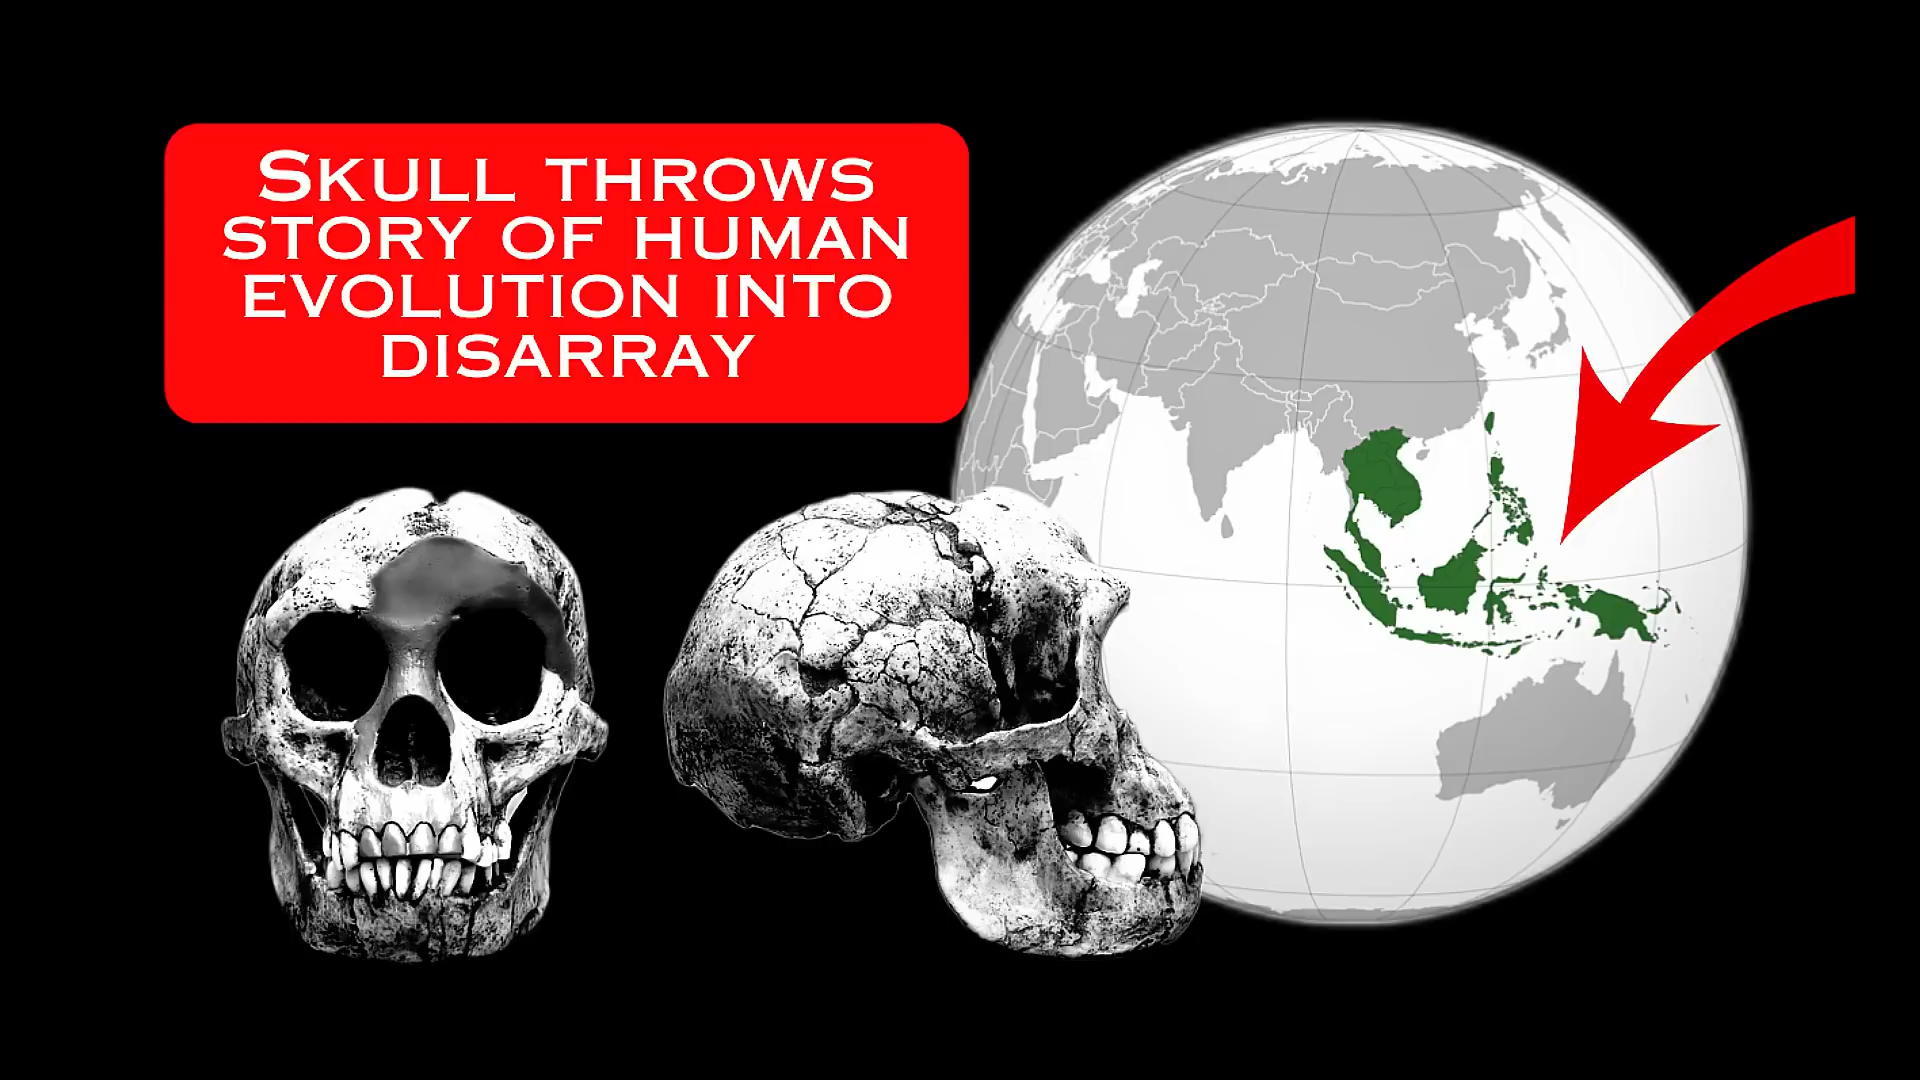 Skull throws
story of human
evolution into
disarray